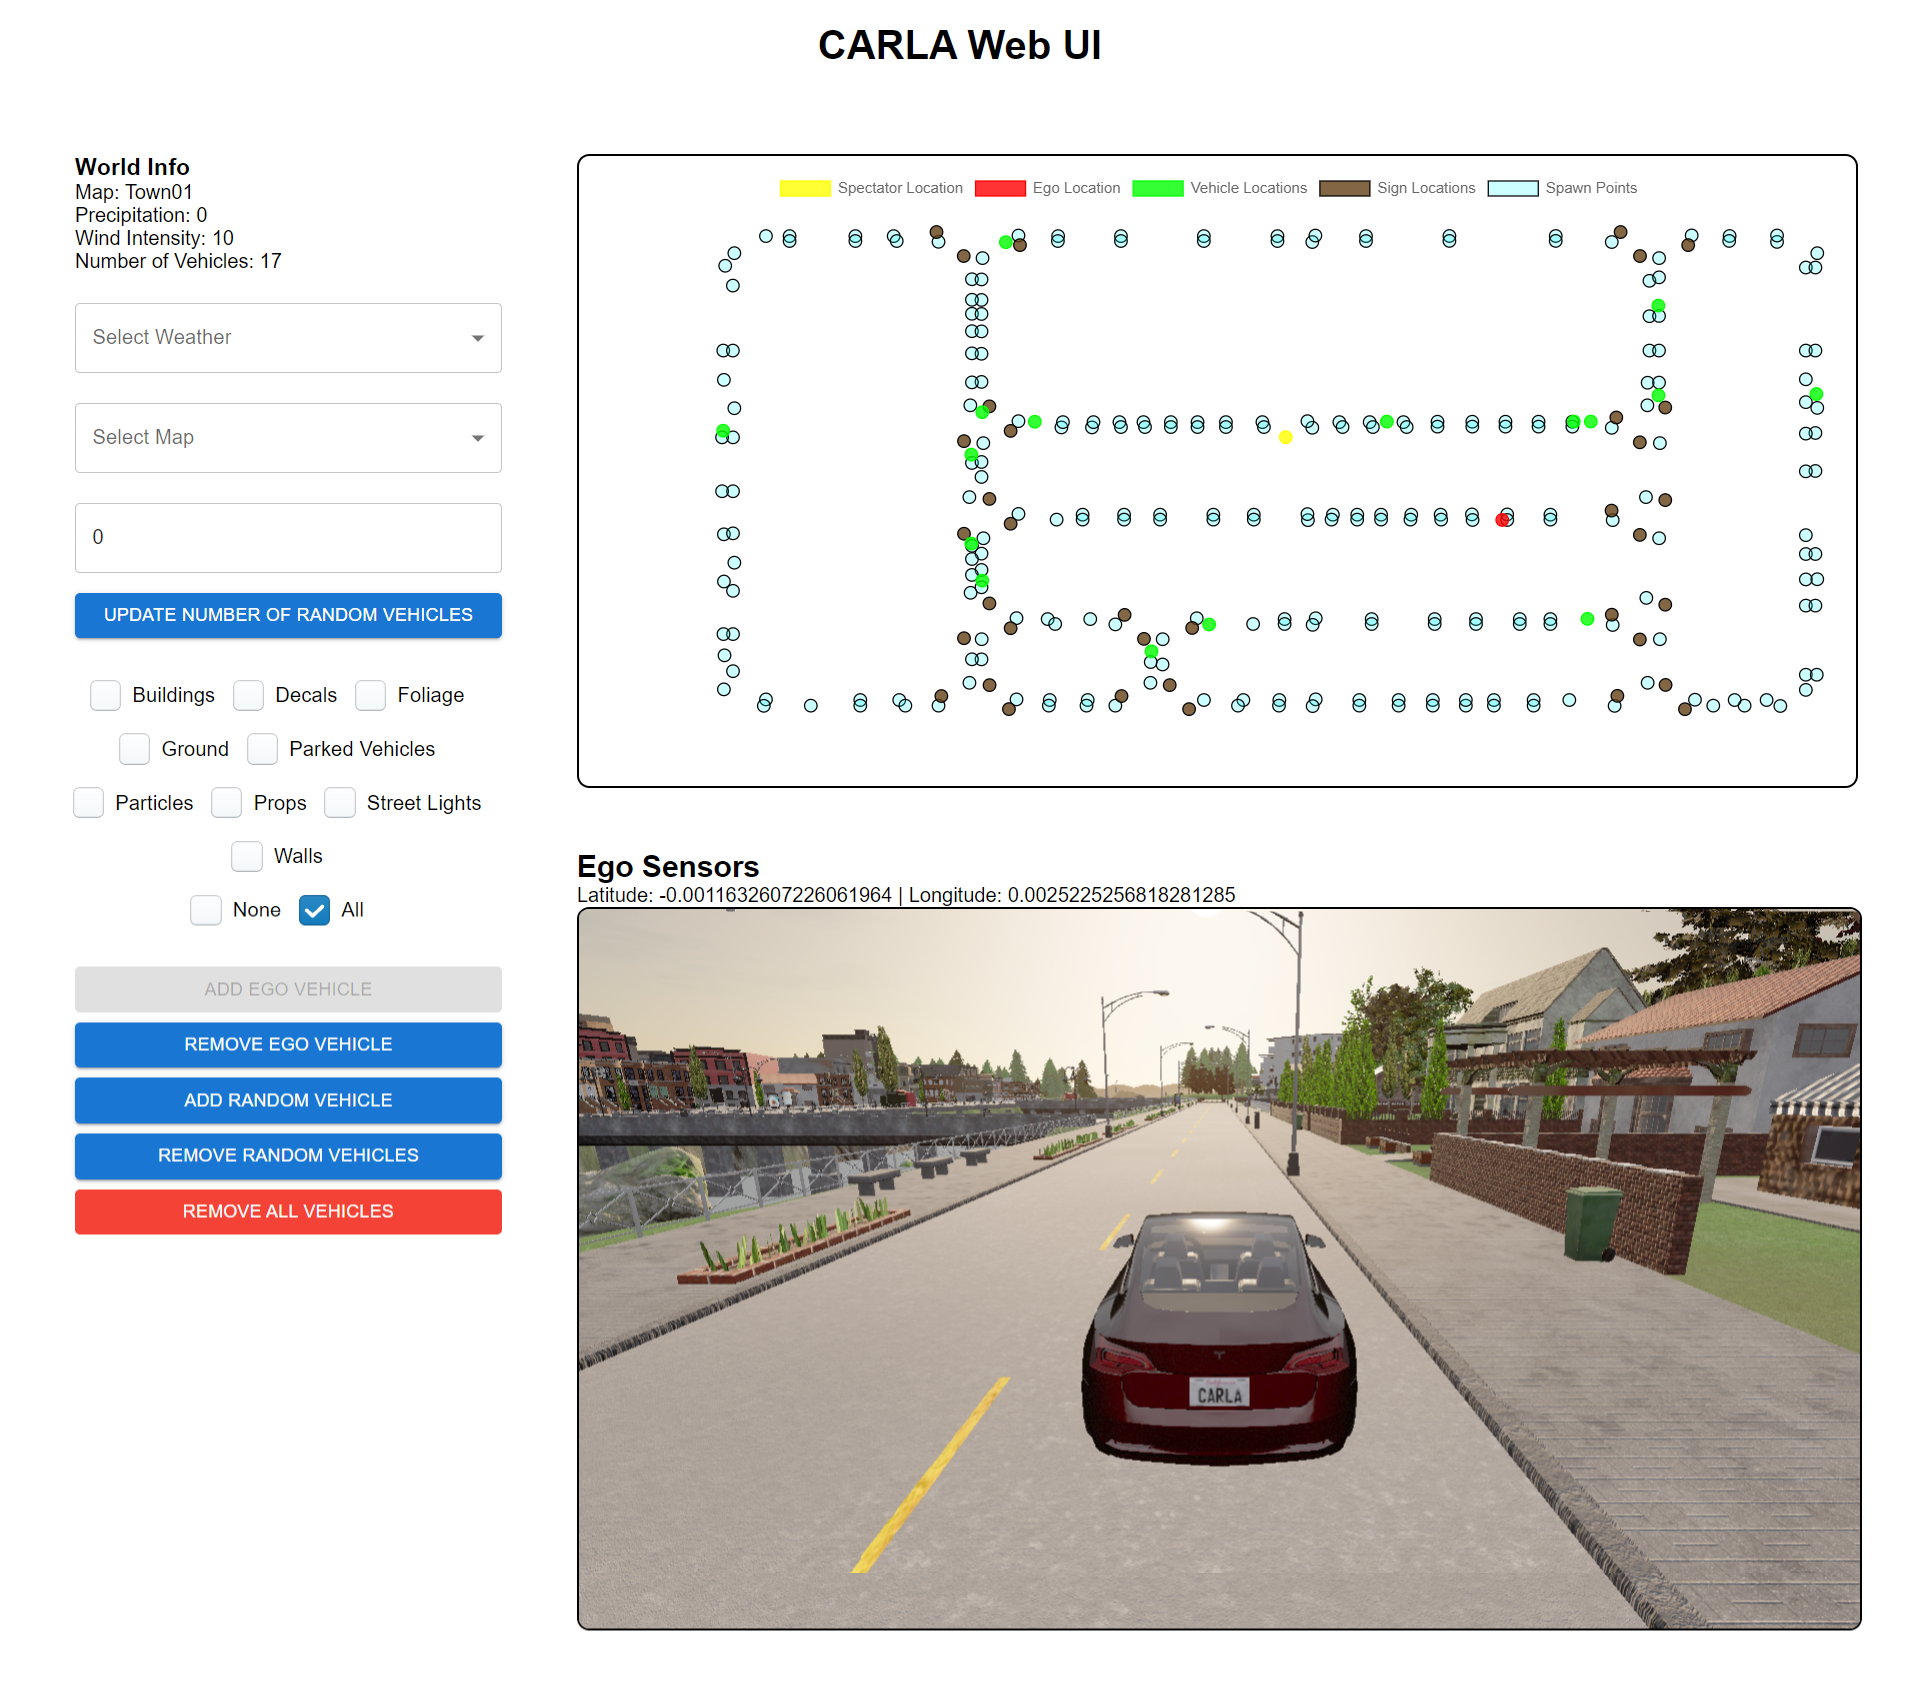 CARLA Web UI
World Info
Map: Town01
Precipitation: 0
Wind Intensity: 10
Number of Vehicles: 17
Select Weather
Select Map
0
UPDATE NUMBER OF RANDOM VEHICLES
Buildings Decals Foliage
Ground Parked Vehicles
Particles Props Street Lights
Walls
None All
ADD EGO VEHICLE
REMOVE EGO VEHICLE
ADD RANDOM VEHICLE
REMOVE RANDOM VEHICLES
REMOVE ALL VEHICLES
Spectator Location Ego Location Vehicle Locations Sign Locations Spawn Points
Ego Sensors
Latitude: -0.0011632607226061964 | Longitude: 0.0025225256818281285
CARLA